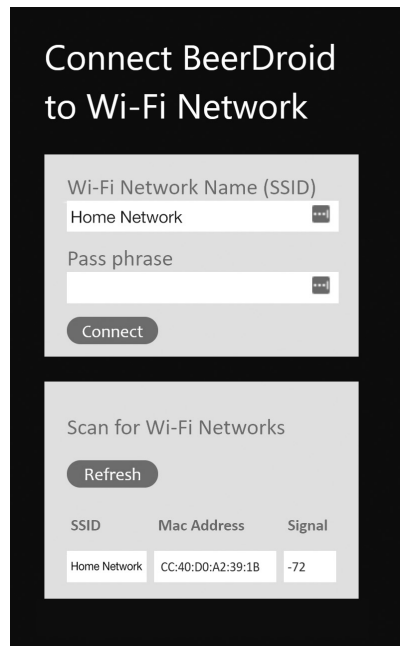 Connect BeerDroid
to Wi-Fi Network
Wi-Fi Network Name (SSID)
Home Network
Pass phrase
Connect
Scan for Wi-Fi Networks
Refresh
SSID Mac Address Signal
Home Network CC:40:D0:A2:39:1B -72